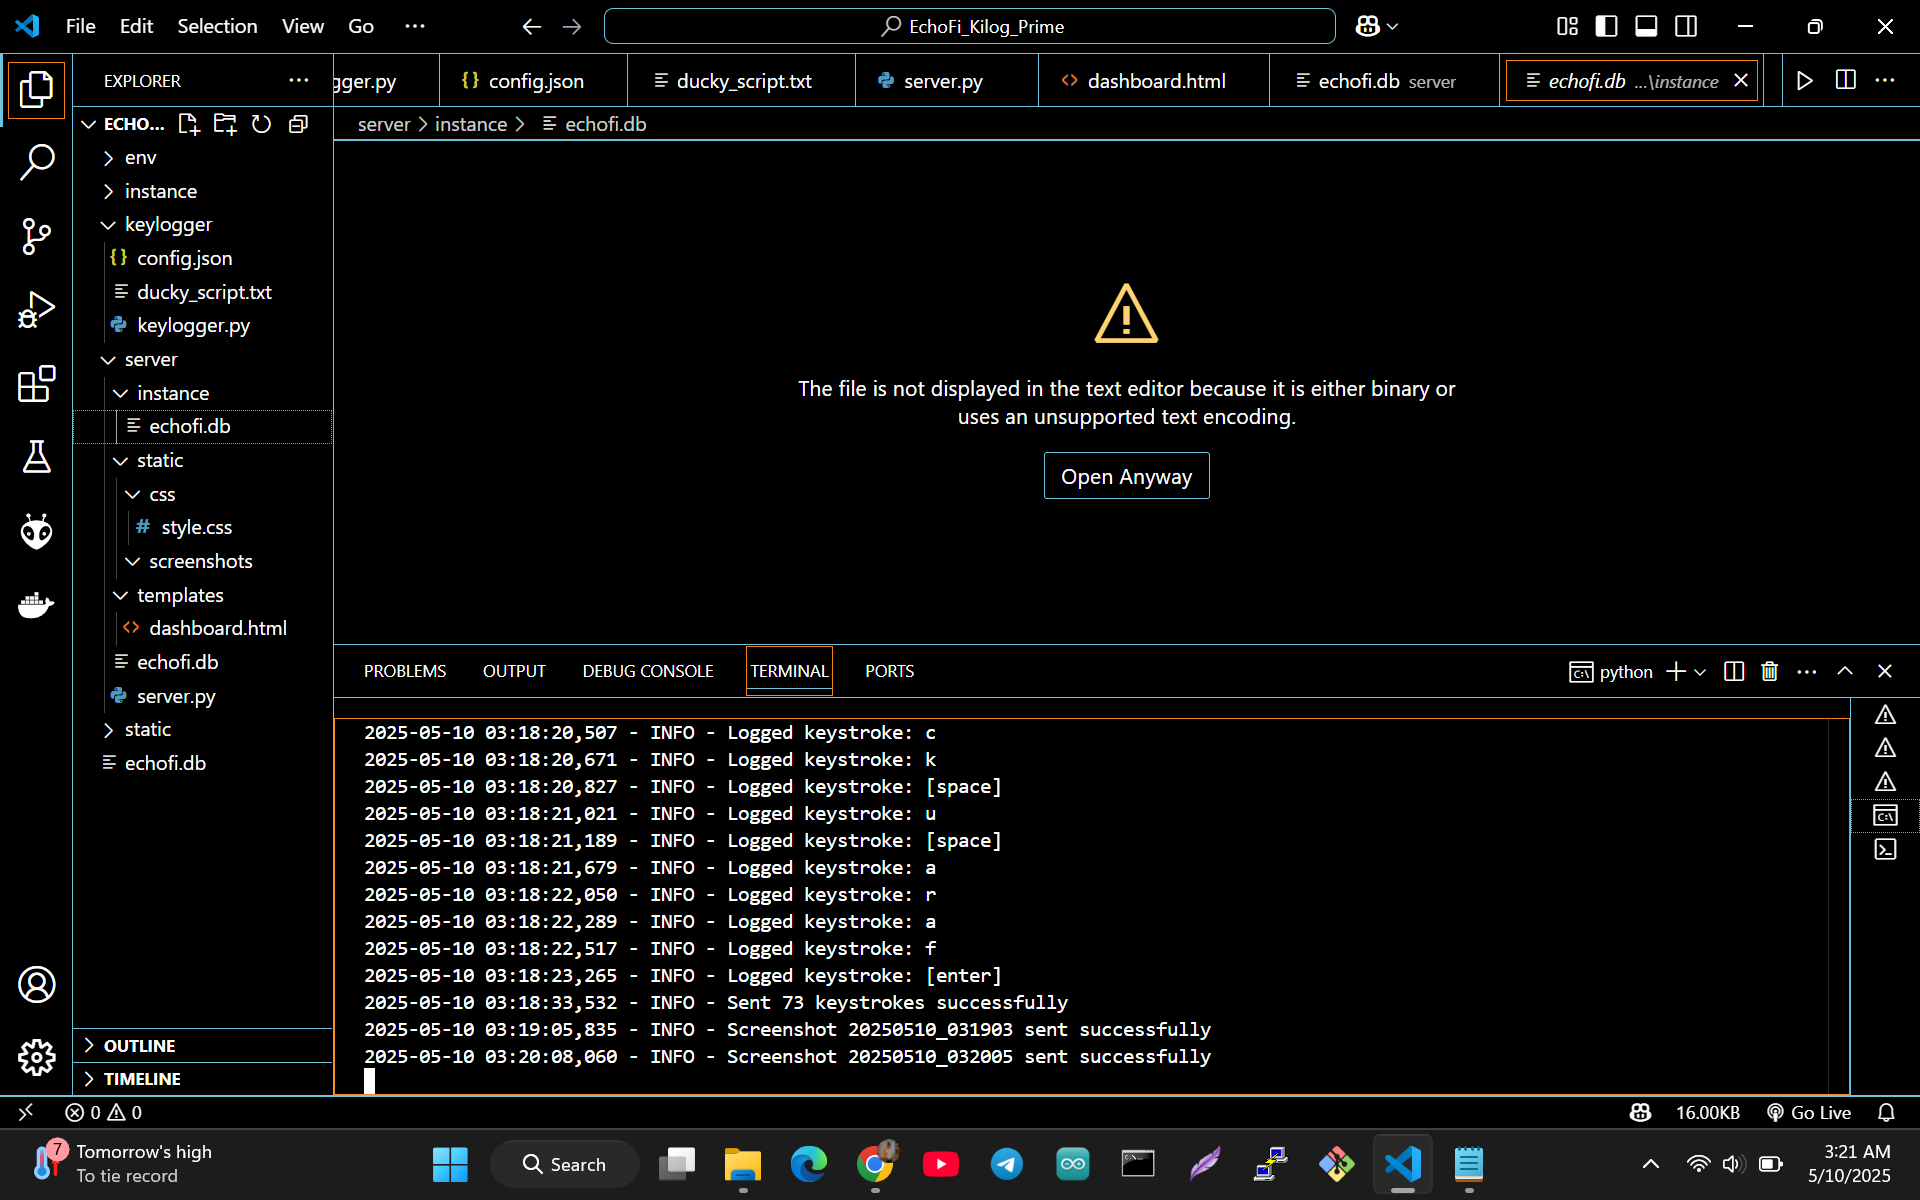 File Edit Selection View Go ···
EchoFi_Kilog_Prime
EXPLORER
gger.py
config.json
ducky_script.txt
server.py
dashboard.html
echofi.db server
echofi.db ...\instance
ECHO...
server > instance > echofi.db
env
instance
keylogger
config.json
ducky_script.txt
keylogger.py
server
instance
echofi.db
static
css
style.css
screenshots
templates
dashboard.html
echofi.db
server.py
static
echofi.db
OUTLINE
TIMELINE
The file is not displayed in the text editor because it is either binary or
uses an unsupported text encoding.
Open Anyway
PROBLEMS OUTPUT DEBUG CONSOLE TERMINAL PORTS
python
2025-05-10 03:18:20,507 - INFO - Logged keystroke: c
2025-05-10 03:18:20,671 - INFO - Logged keystroke: k
2025-05-10 03:18:20,827 - INFO - Logged keystroke: [space]
2025-05-10 03:18:21,021 - INFO - Logged keystroke: u
2025-05-10 03:18:21,189 - INFO - Logged keystroke: [space]
2025-05-10 03:18:21,679 - INFO - Logged keystroke: a
2025-05-10 03:18:22,050 - INFO - Logged keystroke: r
2025-05-10 03:18:22,289 - INFO - Logged keystroke: a
2025-05-10 03:18:22,517 - INFO - Logged keystroke: f
2025-05-10 03:18:23,265 - INFO - Logged keystroke: [enter]
2025-05-10 03:18:33,532 - INFO - Sent 73 keystrokes successfully
2025-05-10 03:19:05,835 - INFO - Screenshot 20250510_031903 sent successfully
2025-05-10 03:20:08,060 - INFO - Screenshot 20250510_032005 sent successfully
0 0
16.00KB Go Live
7
Tomorrow's high
To tie record
Search
3:21 AM
5/10/2025